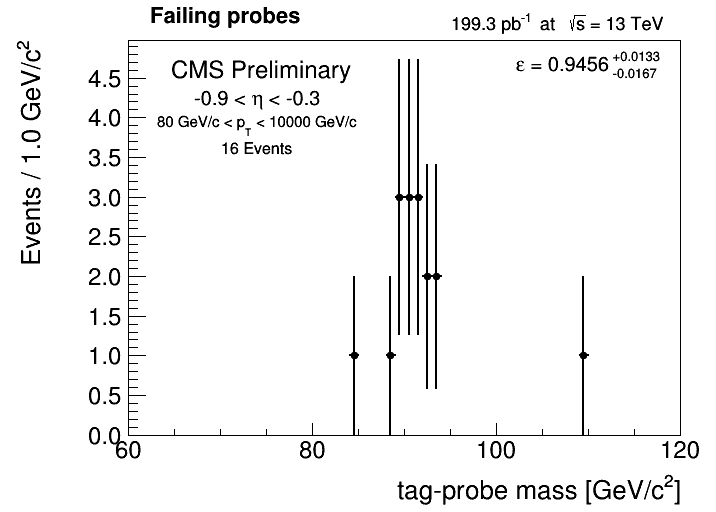 Failing probes
199.3 pb⁻¹ at √s = 13 TeV
CMS Preliminary
ε = 0.9456 +0.0133 -0.0167
-0.9 < η < -0.3
80 GeV/c < p_T < 10000 GeV/c
16 Events
Events / 1.0 GeV/c²
4.5
4.0
3.5
3.0
2.5
2.0
1.5
1.0
0.5
0.0
60 80 100 120
tag-probe mass [GeV/c²]